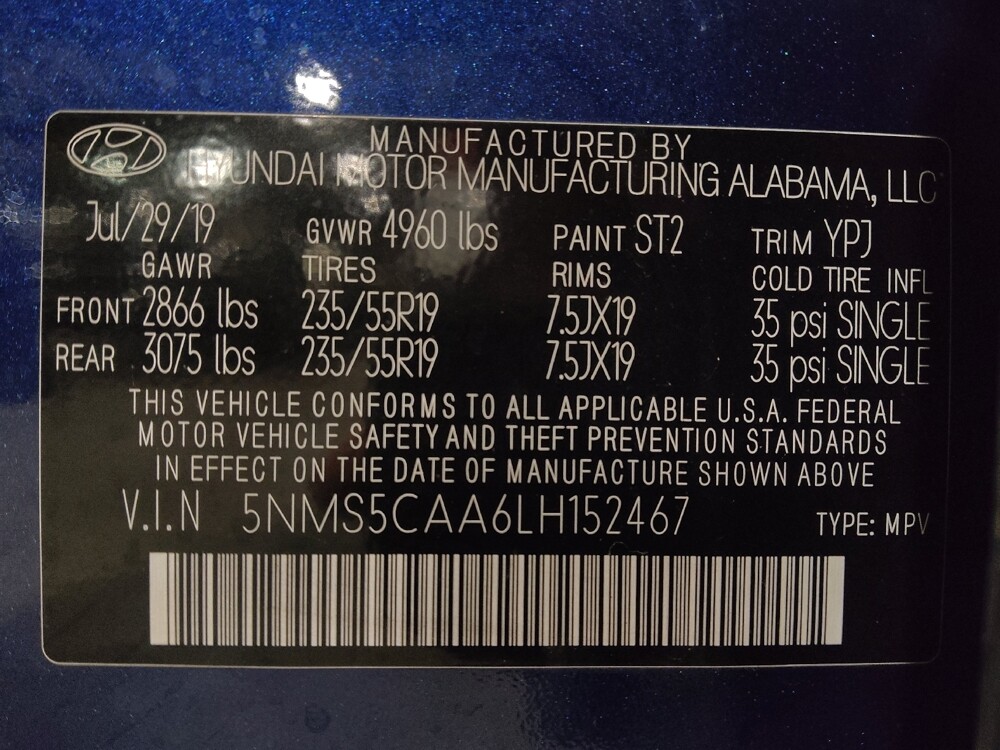 MANUFACTURED BY
HYUNDAI MOTOR MANUFACTURING ALABAMA, LLC
Jul/29/19 GVWR 4960 lbs PAINT ST2 TRIM YPJ
GAWR TIRES RIMS COLD TIRE INFL
FRONT 2866 lbs 235/55R19 7.5JX19 35 psi SINGLE
REAR 3075 lbs 235/55R19 7.5JX19 35 psi SINGLE
THIS VEHICLE CONFORMS TO ALL APPLICABLE U.S.A. FEDERAL
MOTOR VEHICLE SAFETY AND THEFT PREVENTION STANDARDS
IN EFFECT ON THE DATE OF MANUFACTURE SHOWN ABOVE
V.I.N 5NMS5CAA6LH152467 TYPE: MPV